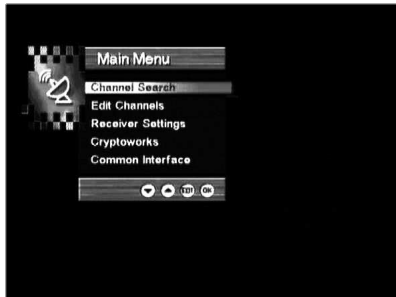 Main Menu
Channel Search
Edit Channels
Receiver Settings
Cryptoworks
Common Interface
EXIT OK